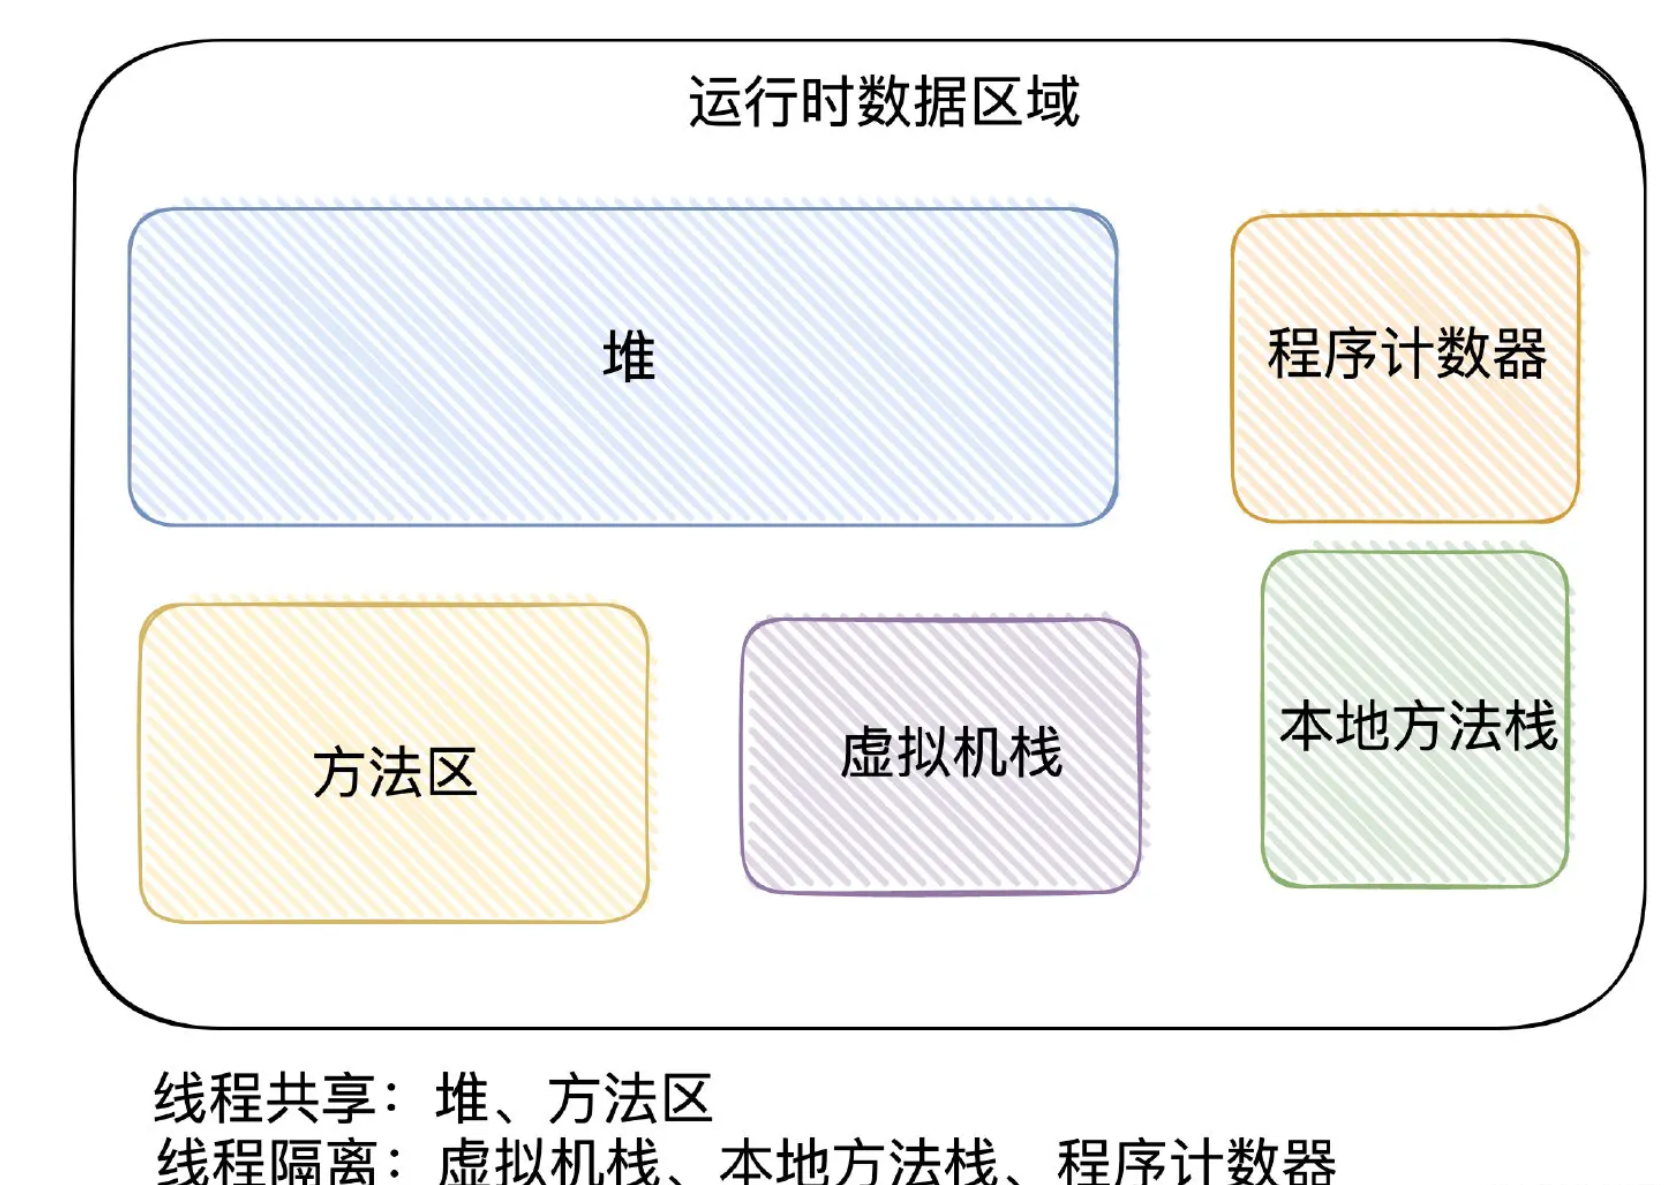 运行时数据区域
堆
程序计数器
方法区
虚拟机栈
本地方法栈
线程共享：堆、方法区
线程隔离：虚拟机栈、本地方法栈、程序计数器